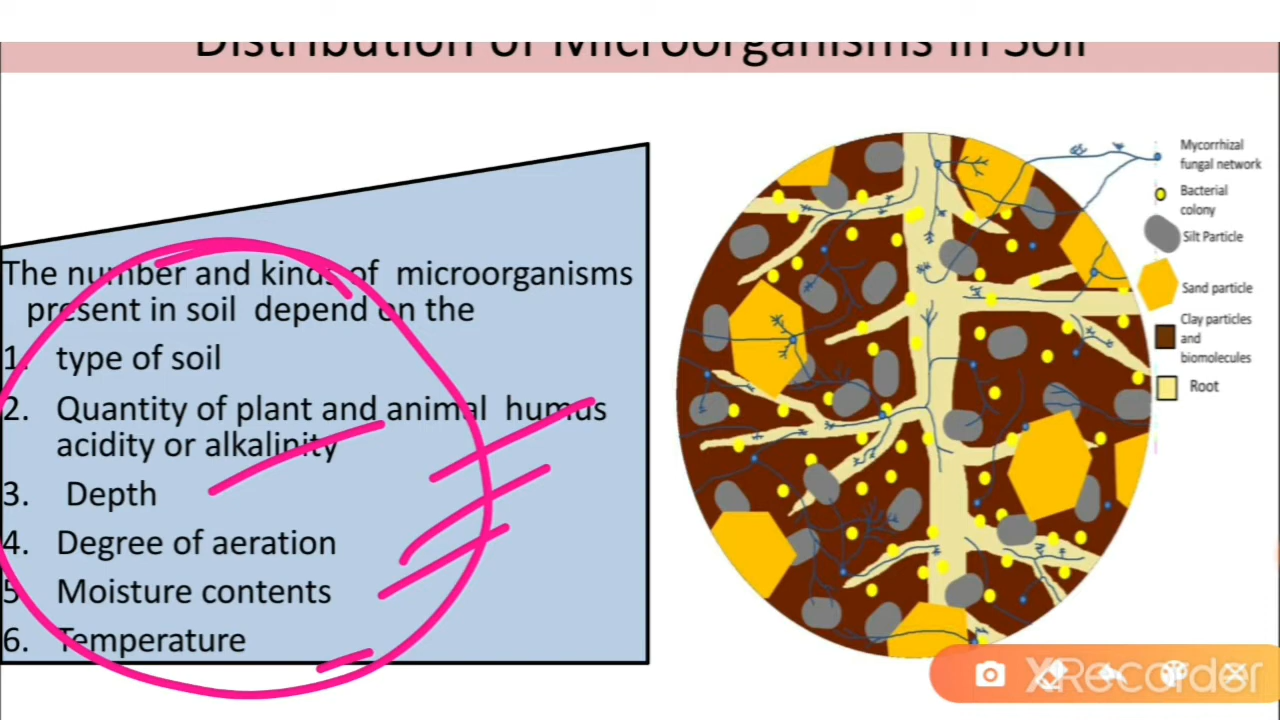 Distribution of Microorganisms in Soil
The number and kinds of microorganisms
present in soil depend on the
1. type of soil
2. Quantity of plant and animal humus
acidity or alkalinity
3. Depth
4. Degree of aeration
5 Moisture contents
6. Temperature
Mycorrhizal
fungal network
Bacterial
colony
Silt Particle
Sand particle
Clay particles
and
biomolecules
Root
XRecorder